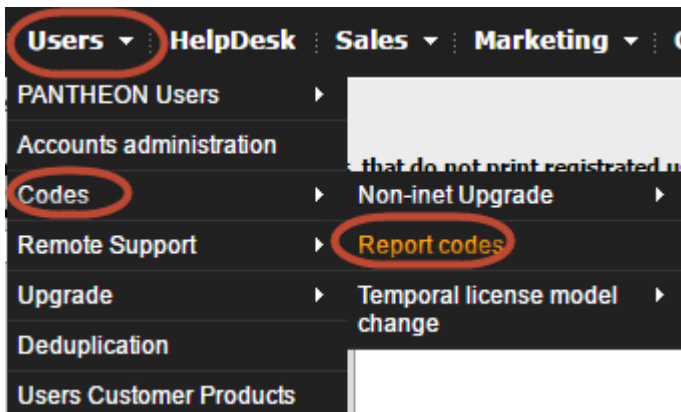 Users HelpDesk Sales Marketing
PANTHEON Users
Accounts administration
that do not print registrated
Codes Non-inet Upgrade
Remote Support Report codes
Upgrade Temporal license model
change
Deduplication
Users Customer Products